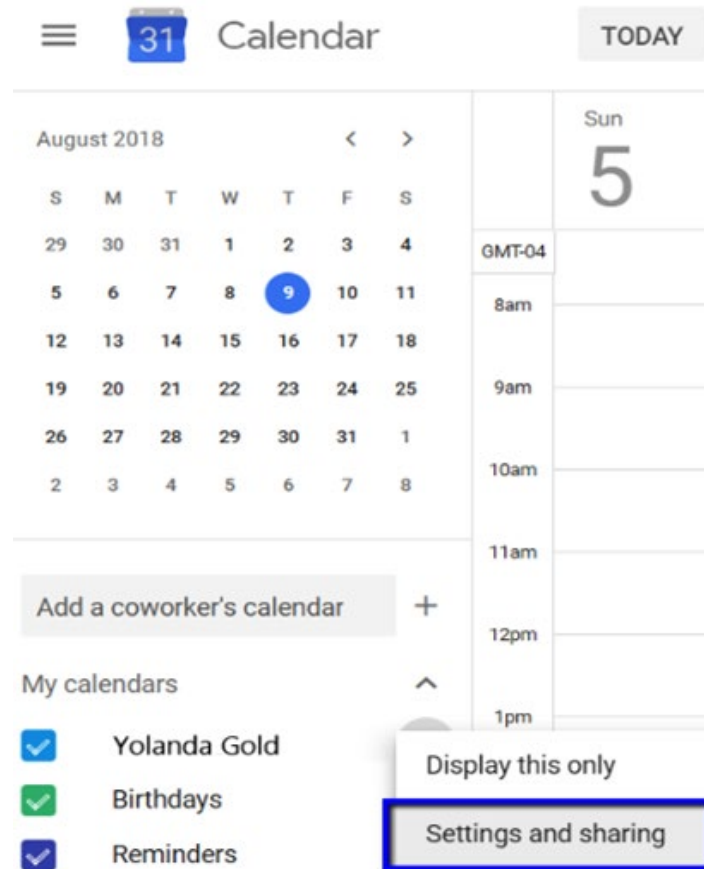 31 Calendar TODAY
August 2018 < >
S M T W T F S
29 30 31 1 2 3 4
5 6 7 8 9 10 11
12 13 14 15 16 17 18
19 20 21 22 23 24 25
26 27 28 29 30 31 1
2 3 4 5 6 7 8
Add a coworker's calendar +
My calendars
Yolanda Gold
Birthdays
Reminders
Sun
5
GMT-04
8am
9am
10am
11am
12pm
1pm
Display this only
Settings and sharing